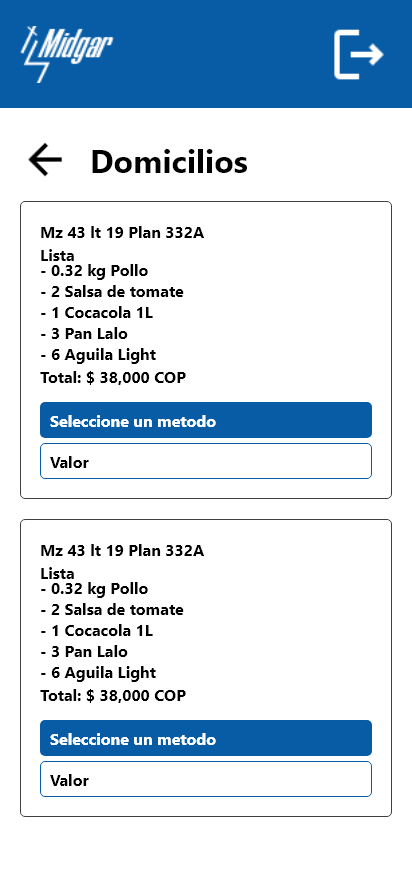 Midgar
Domicilios
Mz 43 lt 19 Plan 332A
Lista
- 0.32 kg Pollo
- 2 Salsa de tomate
- 1 Cocacola 1L
- 3 Pan Lalo
- 6 Aguila Light
Total: $ 38,000 COP
Seleccione un metodo
Valor
Mz 43 lt 19 Plan 332A
Lista
- 0.32 kg Pollo
- 2 Salsa de tomate
- 1 Cocacola 1L
- 3 Pan Lalo
- 6 Aguila Light
Total: $ 38,000 COP
Seleccione un metodo
Valor